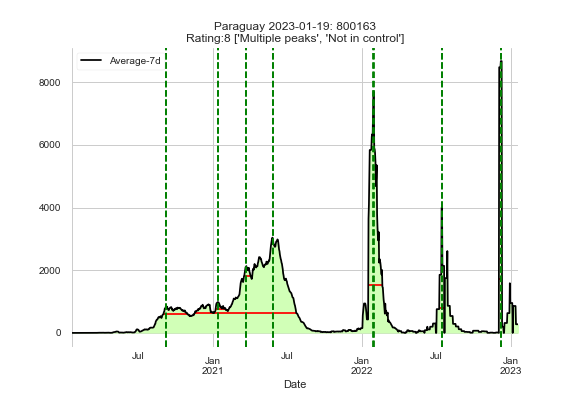 Paraguay 2023-01-19: 800163
Rating:8 ['Multiple peaks', 'Not in control']
Average-7d
8000
6000
4000
2000
0
Jul
Jan
2021
Jul
Jan
2022
Jul
Jan
2023
Date